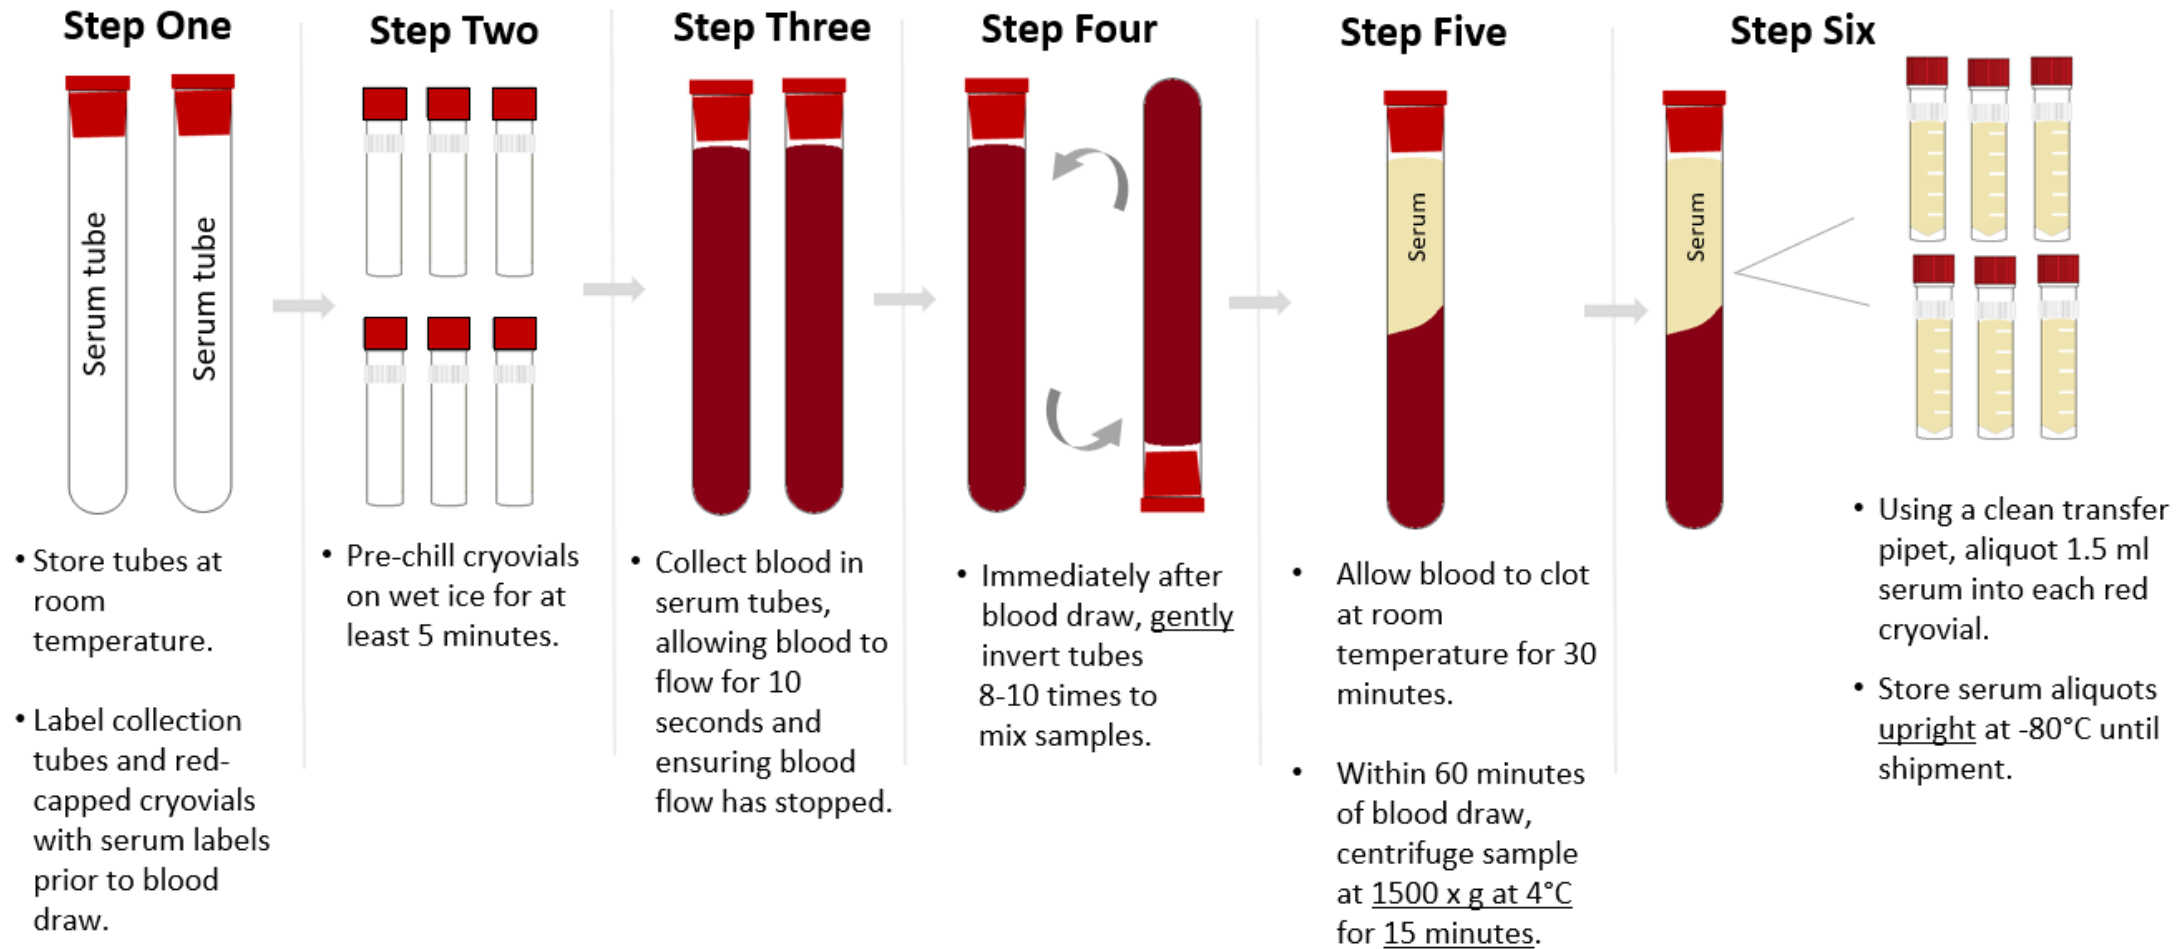 Step One
Serum tube
Serum tube
• Store tubes at
room
temperature.
• Label collection
tubes and red-
capped cryovials
with serum labels
prior to blood
draw.
Step Two
• Pre-chill cryovials
on wet ice for at
least 5 minutes.
Step Three
• Collect blood in
serum tubes,
allowing blood to
flow for 10
seconds and
ensuring blood
flow has stopped.
Step Four
• Immediately after
blood draw, gently
invert tubes
8-10 times to
mix samples.
Step Five
Serum
• Allow blood to clot
at room
temperature for 30
minutes.
• Within 60 minutes
of blood draw,
centrifuge sample
at 1500 x g at 4°C
for 15 minutes.
Step Six
Serum
• Using a clean transfer
pipet, aliquot 1.5 ml
serum into each red
cryovial.
• Store serum aliquots
upright at -80°C until
shipment.